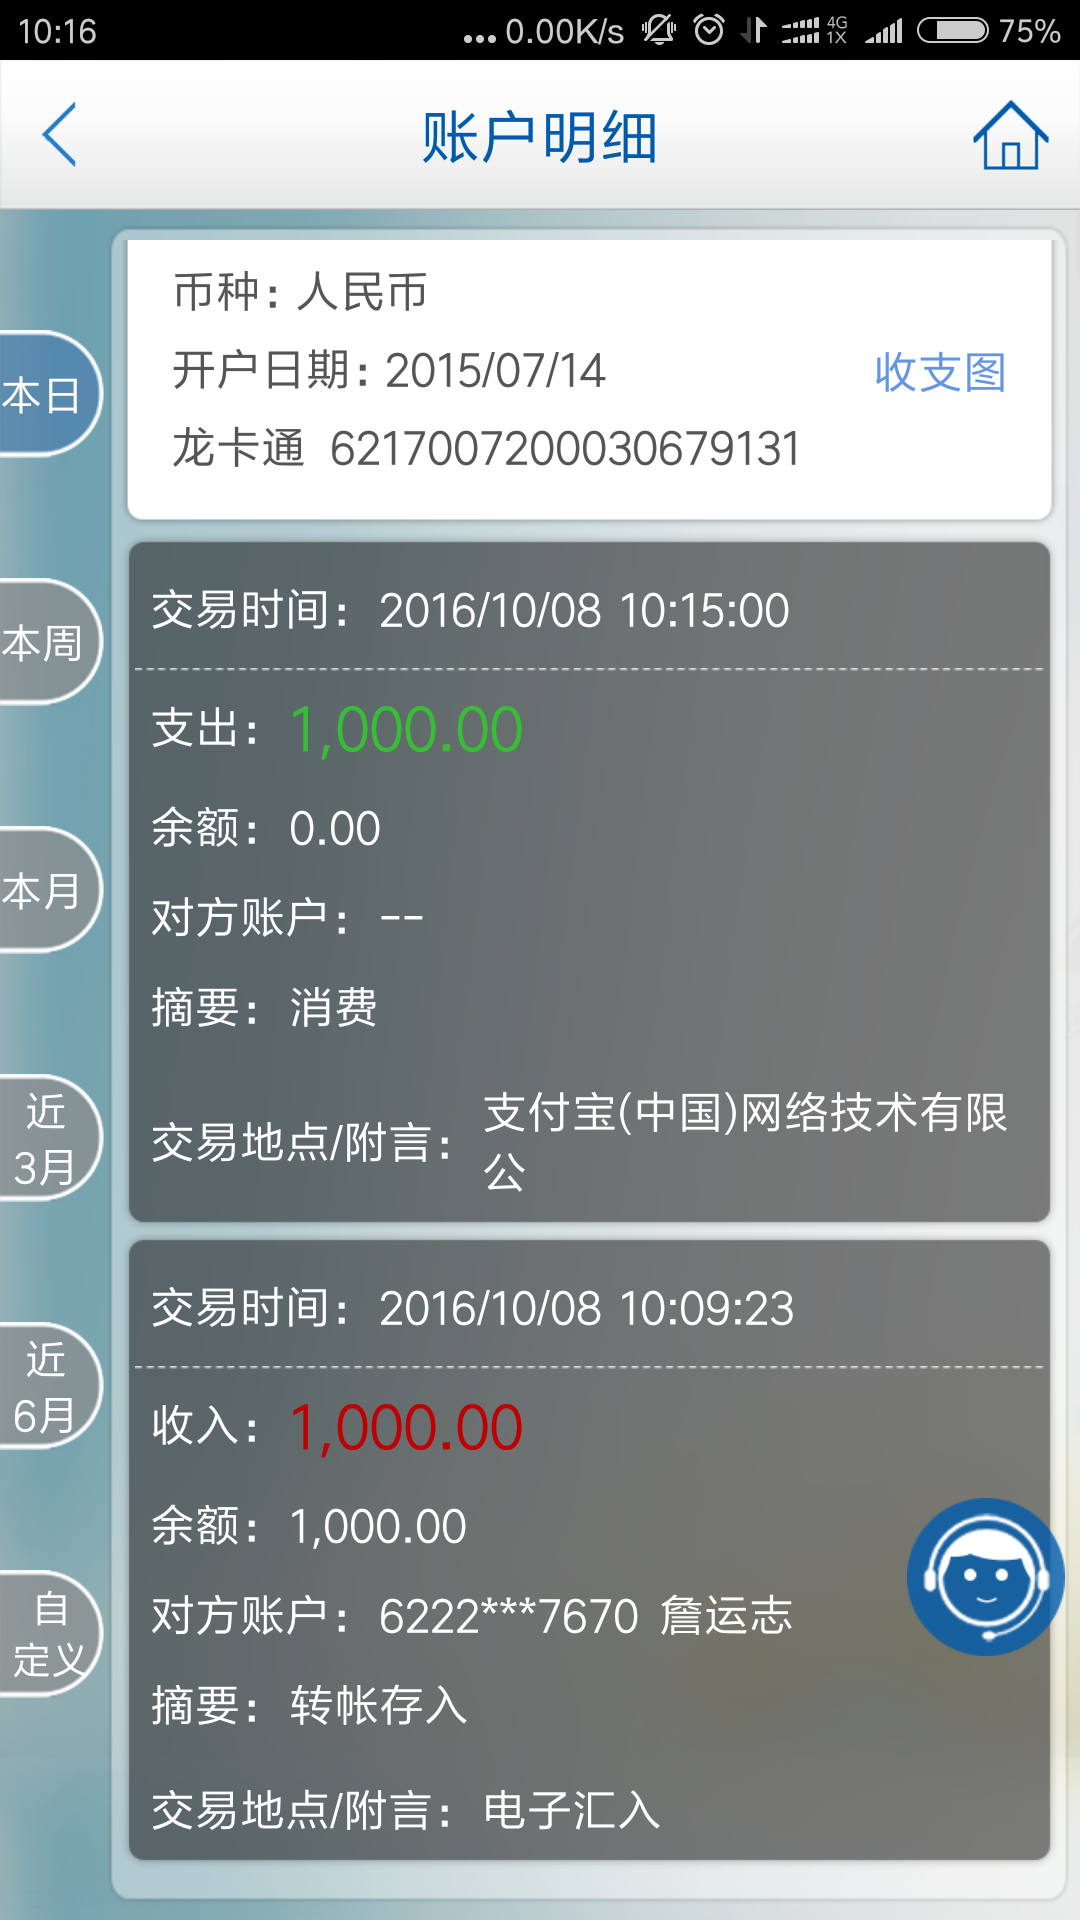 10:16 ... 0.00K/s 4G 1X 75%
账户明细
币种: 人民币
开户日期: 2015/07/14 收支图
龙卡通 6217007200030679131
本日
本周
本月
近
3月
近
6月
自
定义
交易时间: 2016/10/08 10:15:00
支出: 1,000.00
余额: 0.00
对方账户: --
摘要: 消费
交易地点/附言: 支付宝(中国)网络技术有限
公
交易时间: 2016/10/08 10:09:23
收入: 1,000.00
余额: 1,000.00
对方账户: 6222***7670 詹运志
摘要: 转帐存入
交易地点/附言: 电子汇入